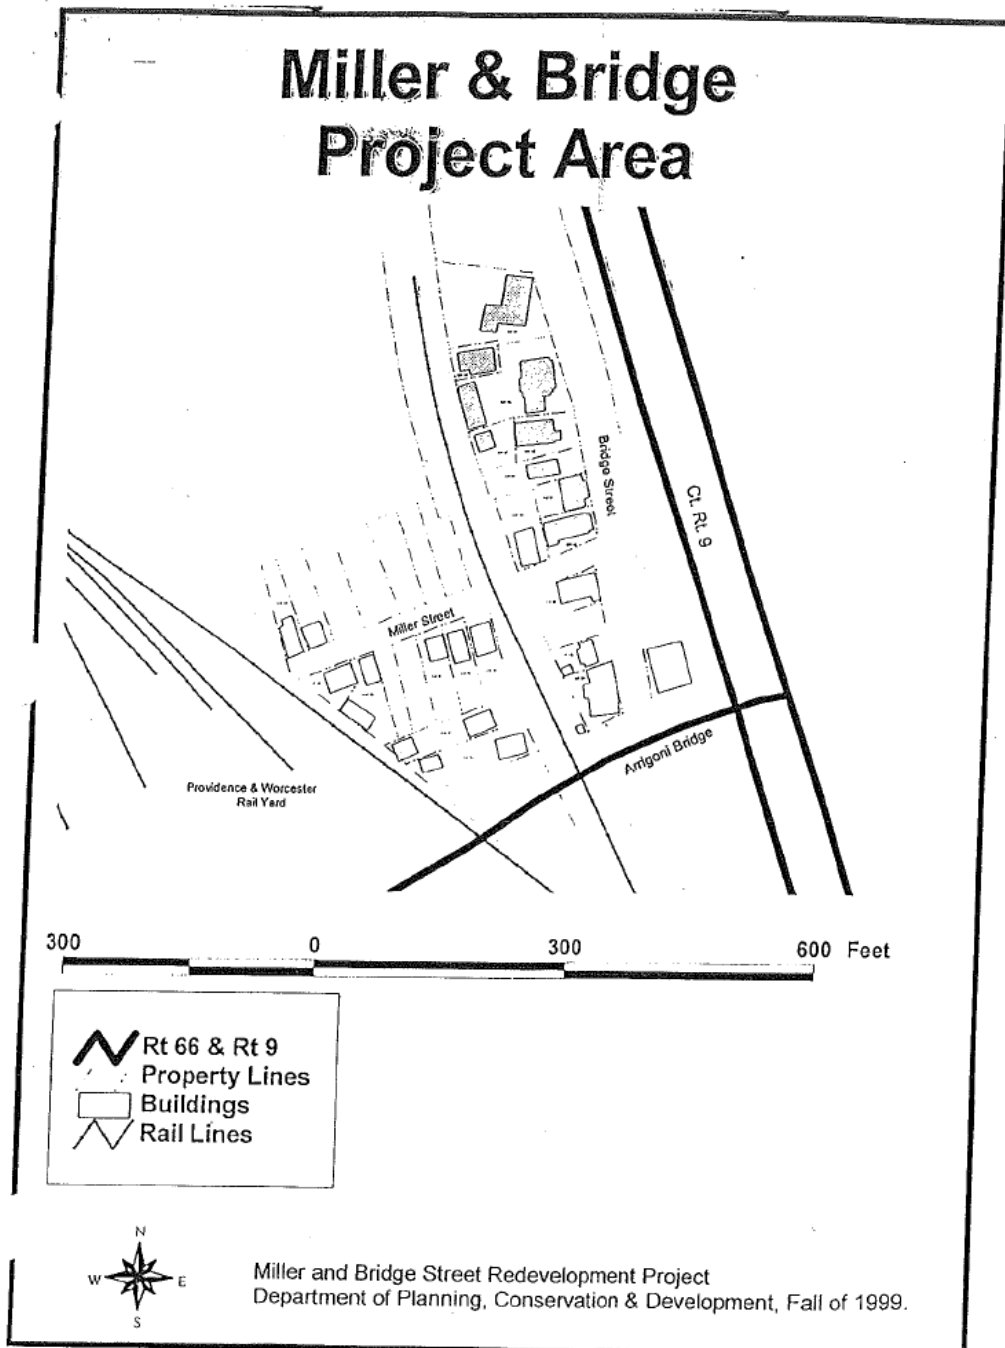 Miller & Bridge
Project Area
Bridge Street
Ct. Rt. 9
Miller Street
Arrigoni Bridge
Providence & Worcester
Rail Yard
300 0 300 600 Feet
Rt 66 & Rt 9
Property Lines
Buildings
Rail Lines
N
W E
S
Miller and Bridge Street Redevelopment Project
Department of Planning, Conservation & Development, Fall of 1999.